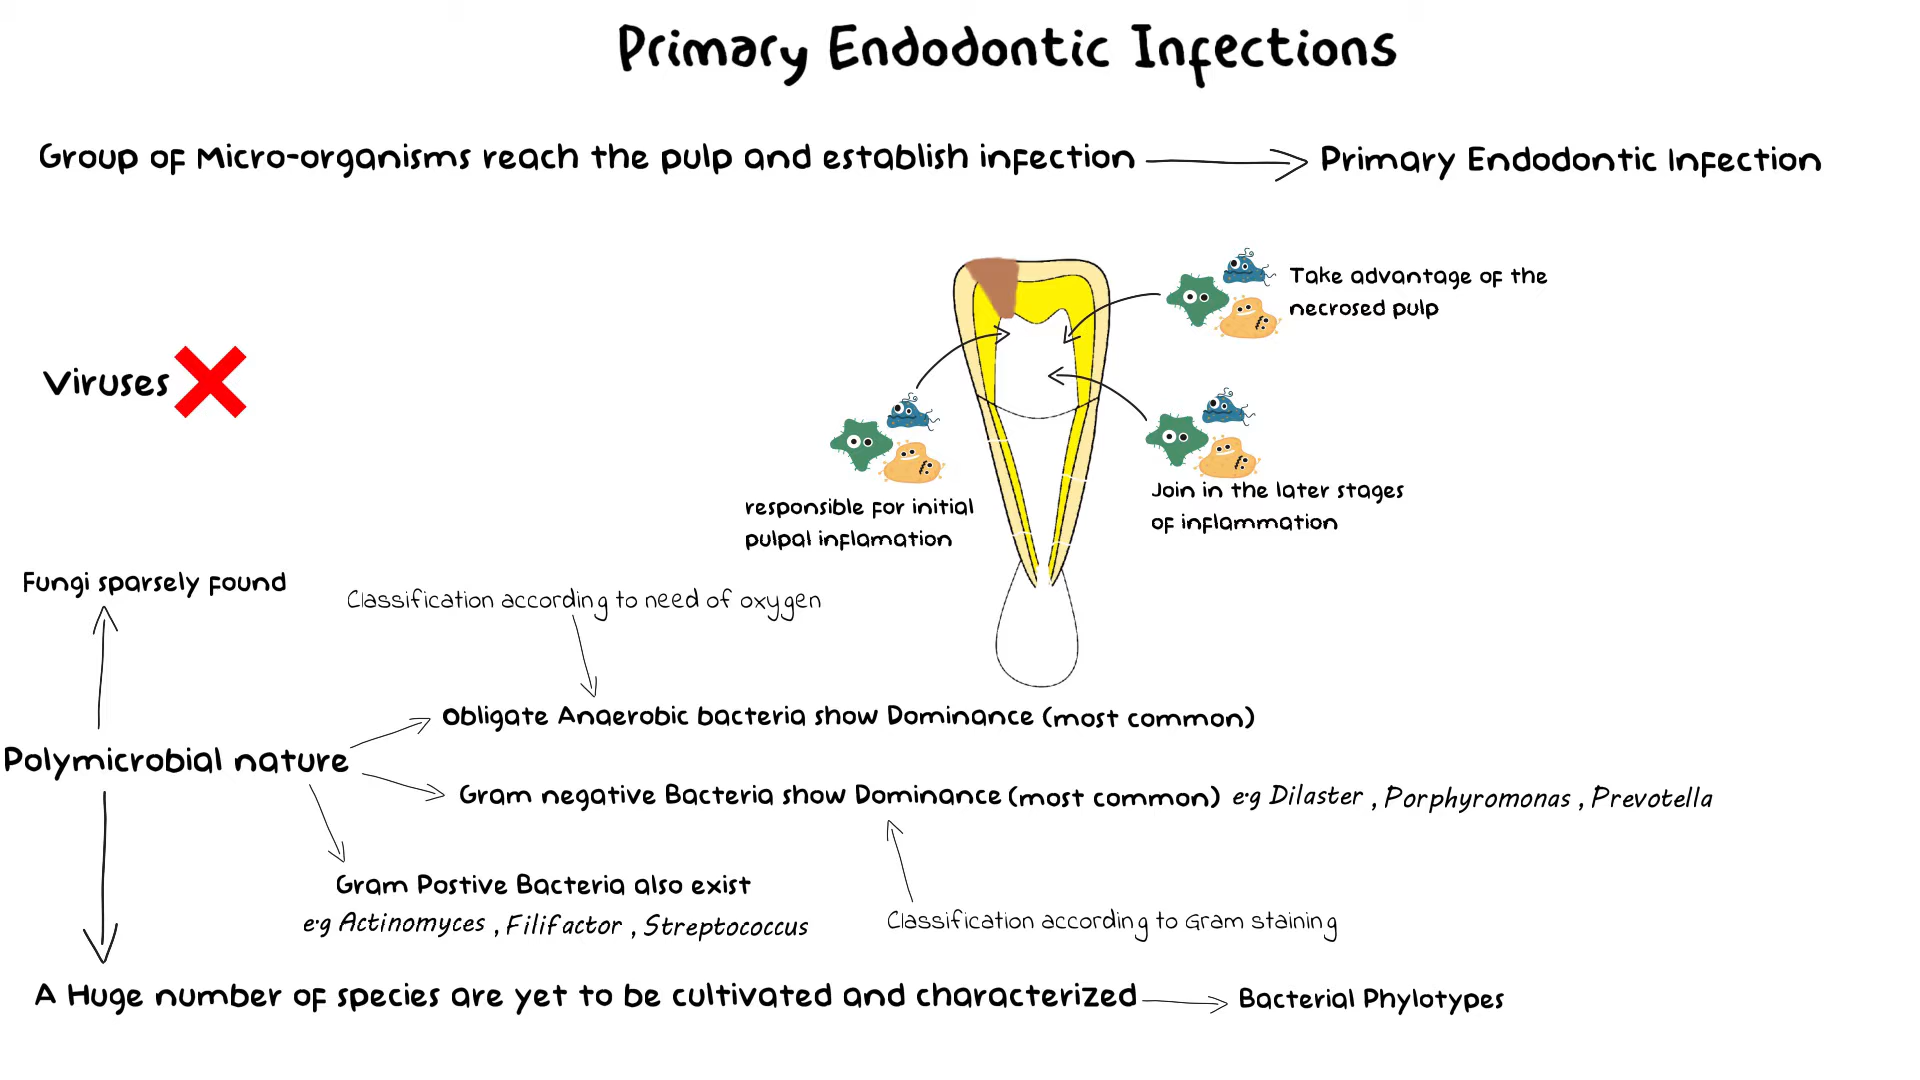 Primary Endodontic Infections
Group of Micro-organisms reach the pulp and establish infection
Primary Endodontic Infection
Take advantage of the
necrosed pulp
Viruses
responsible for initial
pulpal inflamation
Join in the later stages
of inflammation
Fungi sparsely found
Classification according to need of oxygen
Obligate Anaerobic bacteria show Dominance (most common)
Polymicrobial nature
Gram negative Bacteria show Dominance (most common) e.g Dilaster , Porphyromonas , Prevotella
Gram Postive Bacteria also exist
e.g Actinomyces , Filifactor , Streptococcus
Classification according to Gram staining
A Huge number of species are yet to be cultivated and characterized
Bacterial Phylotypes